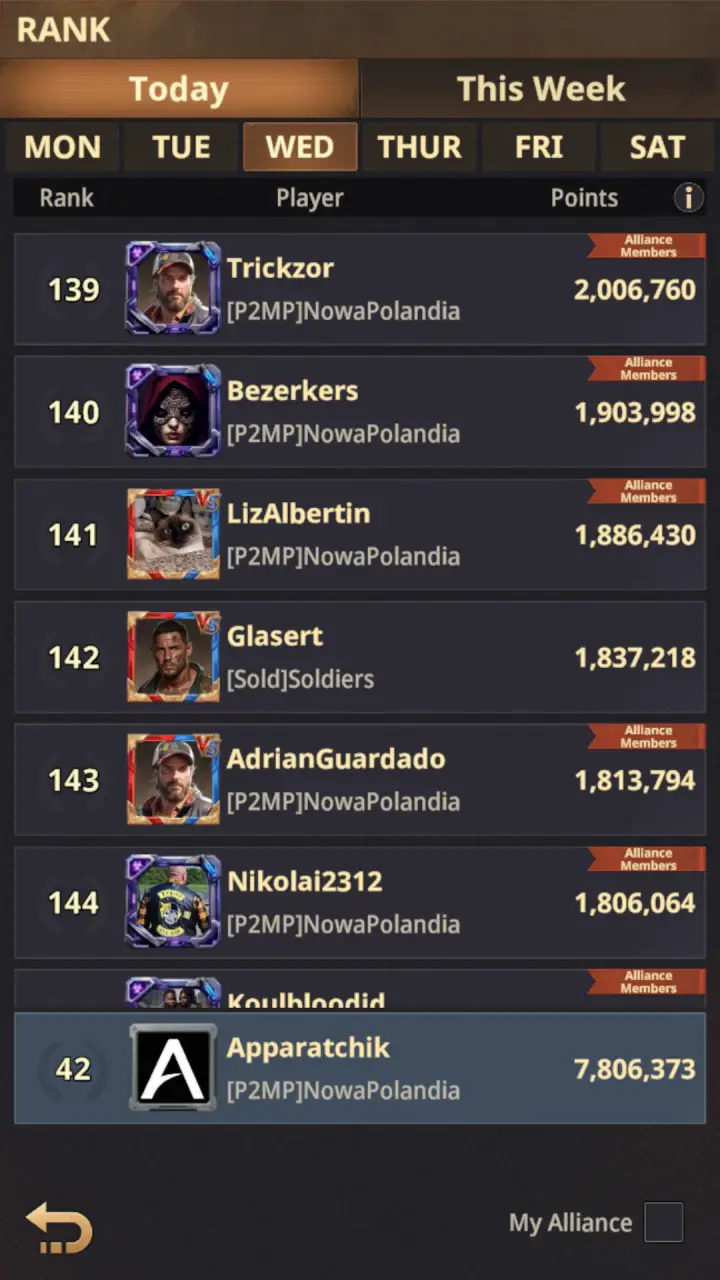 RANK
Today
This Week
MON TUE WED THUR FRI SAT
Rank Player Points i
Alliance
Members
139 Trickzor 2,006,760
[P2MP]NowaPolandia
Alliance
Members
140 Bezerkers 1,903,998
[P2MP]NowaPolandia
Alliance
Members
VS
141 LizAlbertin 1,886,430
[P2MP]NowaPolandia
VS
142 Glasert 1,837,218
[Sold]Soldiers
Alliance
Members
VS
143 AdrianGuardado 1,813,794
[P2MP]NowaPolandia
Alliance
Members
144 Nikolai2312 1,806,064
[P2MP]NowaPolandia
Alliance
Members
Koulbloodid
42 Apparatchik 7,806,373
[P2MP]NowaPolandia
My Alliance